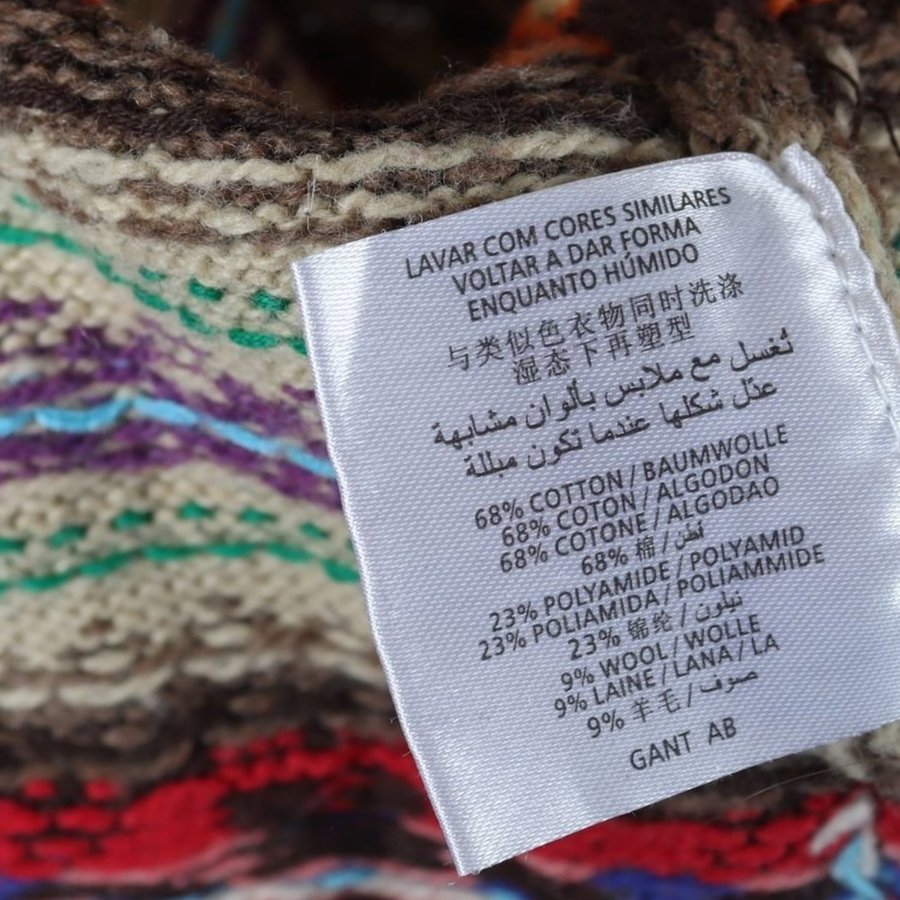 LAVAR COM CORES SIMILARES
VOLTAR A DAR FORMA
ENQUANTO HÚMIDO
与类似色衣物同时洗涤
湿态下再塑型
تُغسل مع ملابس بألوان مشابهة
عدّل شكلها عندما تكون مبللة
68% COTTON / BAUMWOLLE
68% COTON / ALGODON
68% COTONE / ALGODAO
68% 棉 / قطن
23% POLYAMIDE / POLYAMID
23% POLIAMIDA / POLIAMMIDE
23% 锦纶 / نيلون
9% WOOL / WOLLE
9% LAINE / LANA / LA
9% 羊毛 / صوف
GANT AB